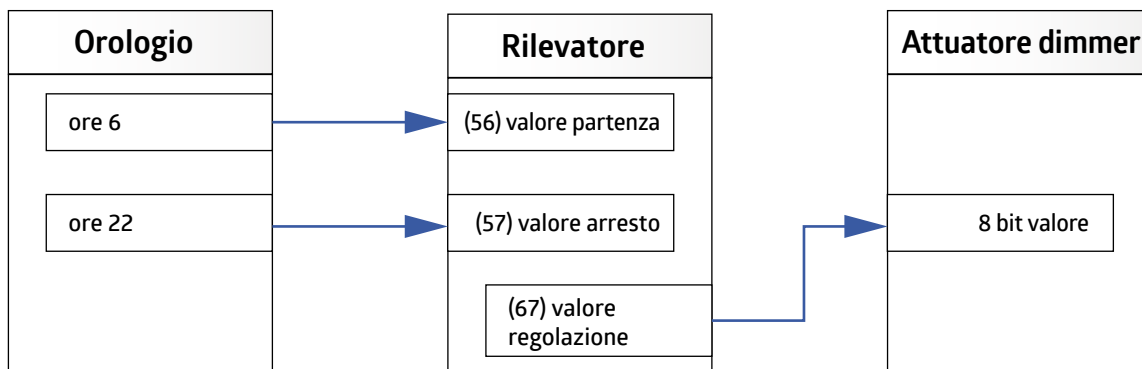 Orologio
Rilevatore
Attuatore dimmer
ore 6
(56) valore partenza
ore 22
(57) valore arresto
8 bit valore
(67) valore
regolazione